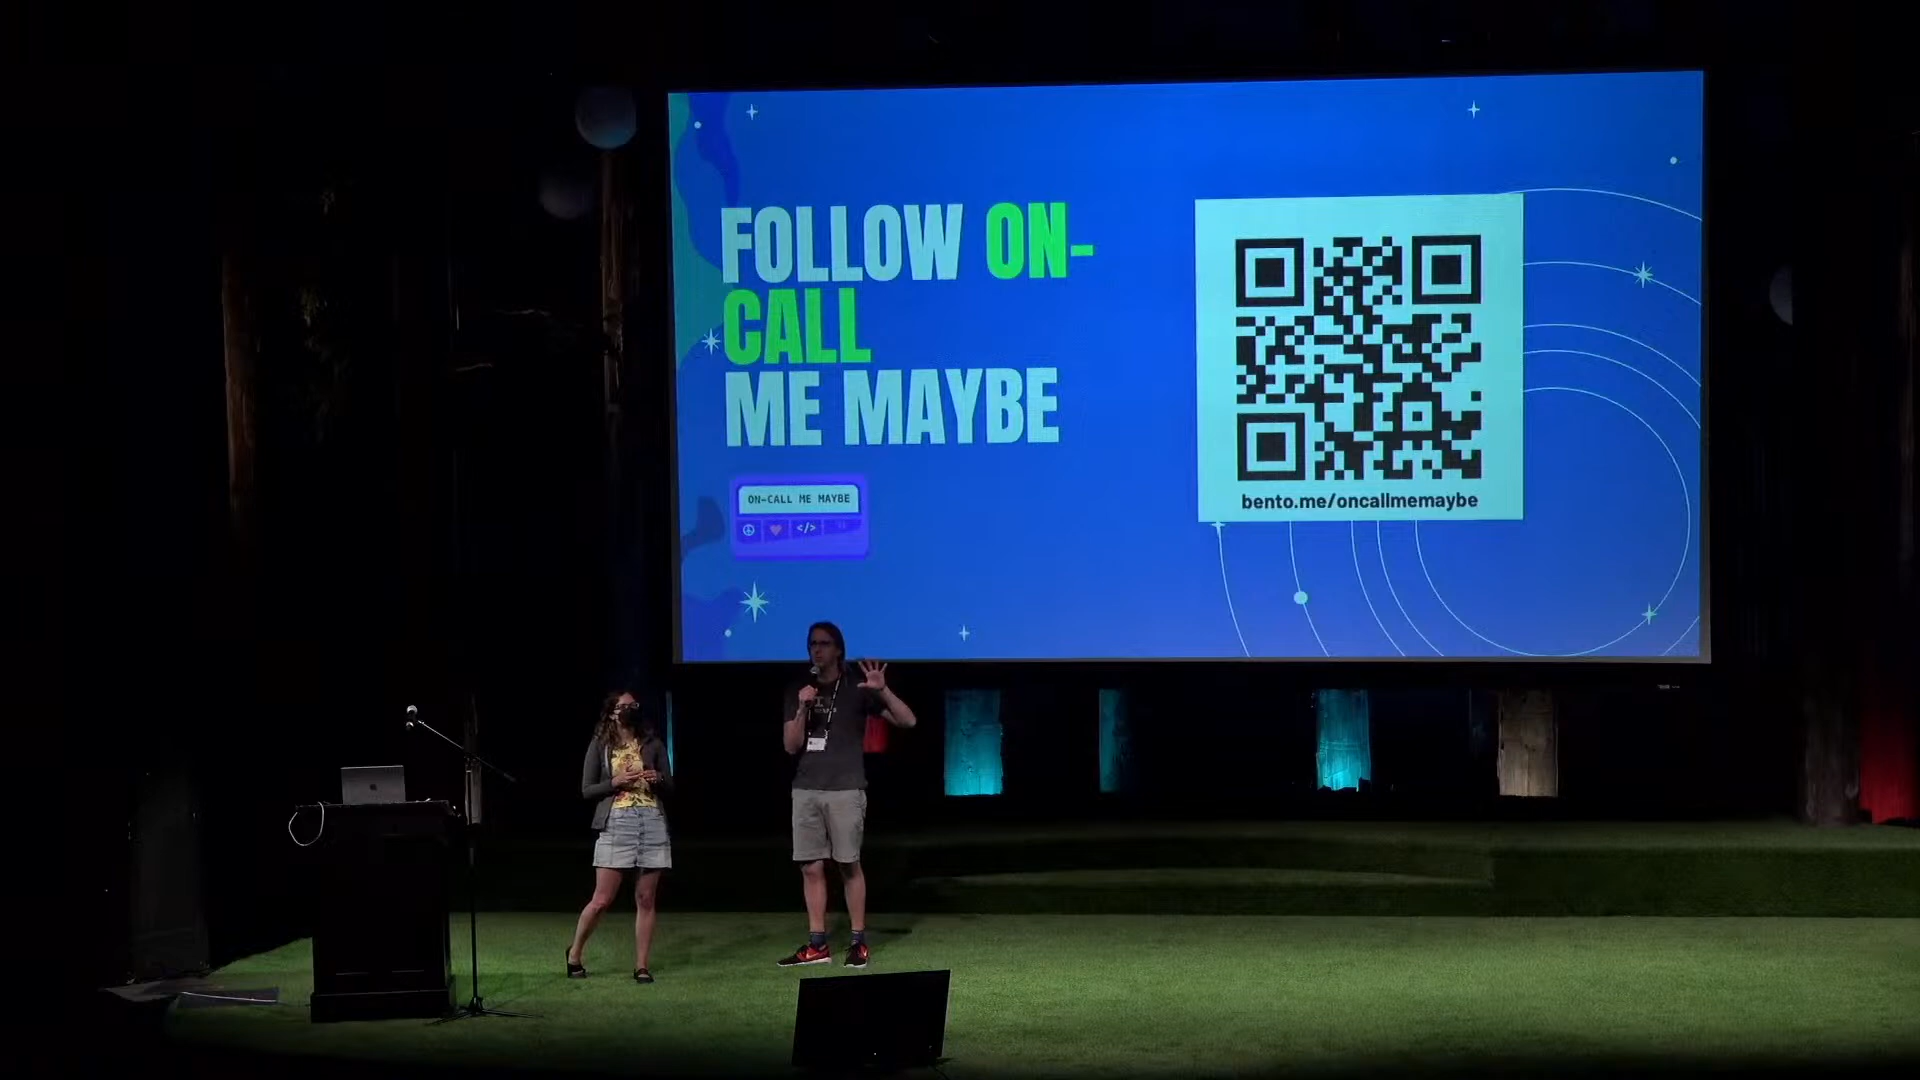 FOLLOW ON-
CALL
ME MAYBE
ON-CALL ME MAYBE
</>
bento.me/oncallmemaybe